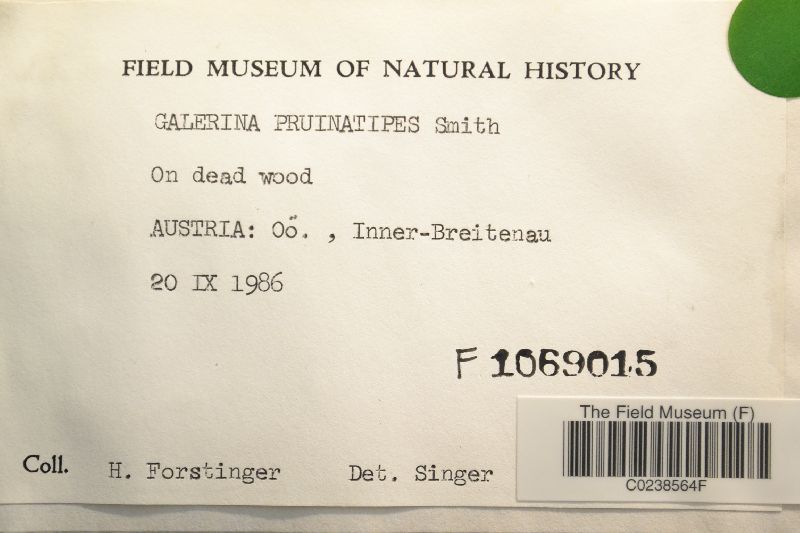 FIELD MUSEUM OF NATURAL HISTORY
GALERINA PRUINATIPES Smith
On dead wood
AUSTRIA: Oö. , Inner-Breitenau
20 IX 1986
F 1069015
The Field Museum (F)
C0238564F
Coll. H. Forstinger Det. Singer